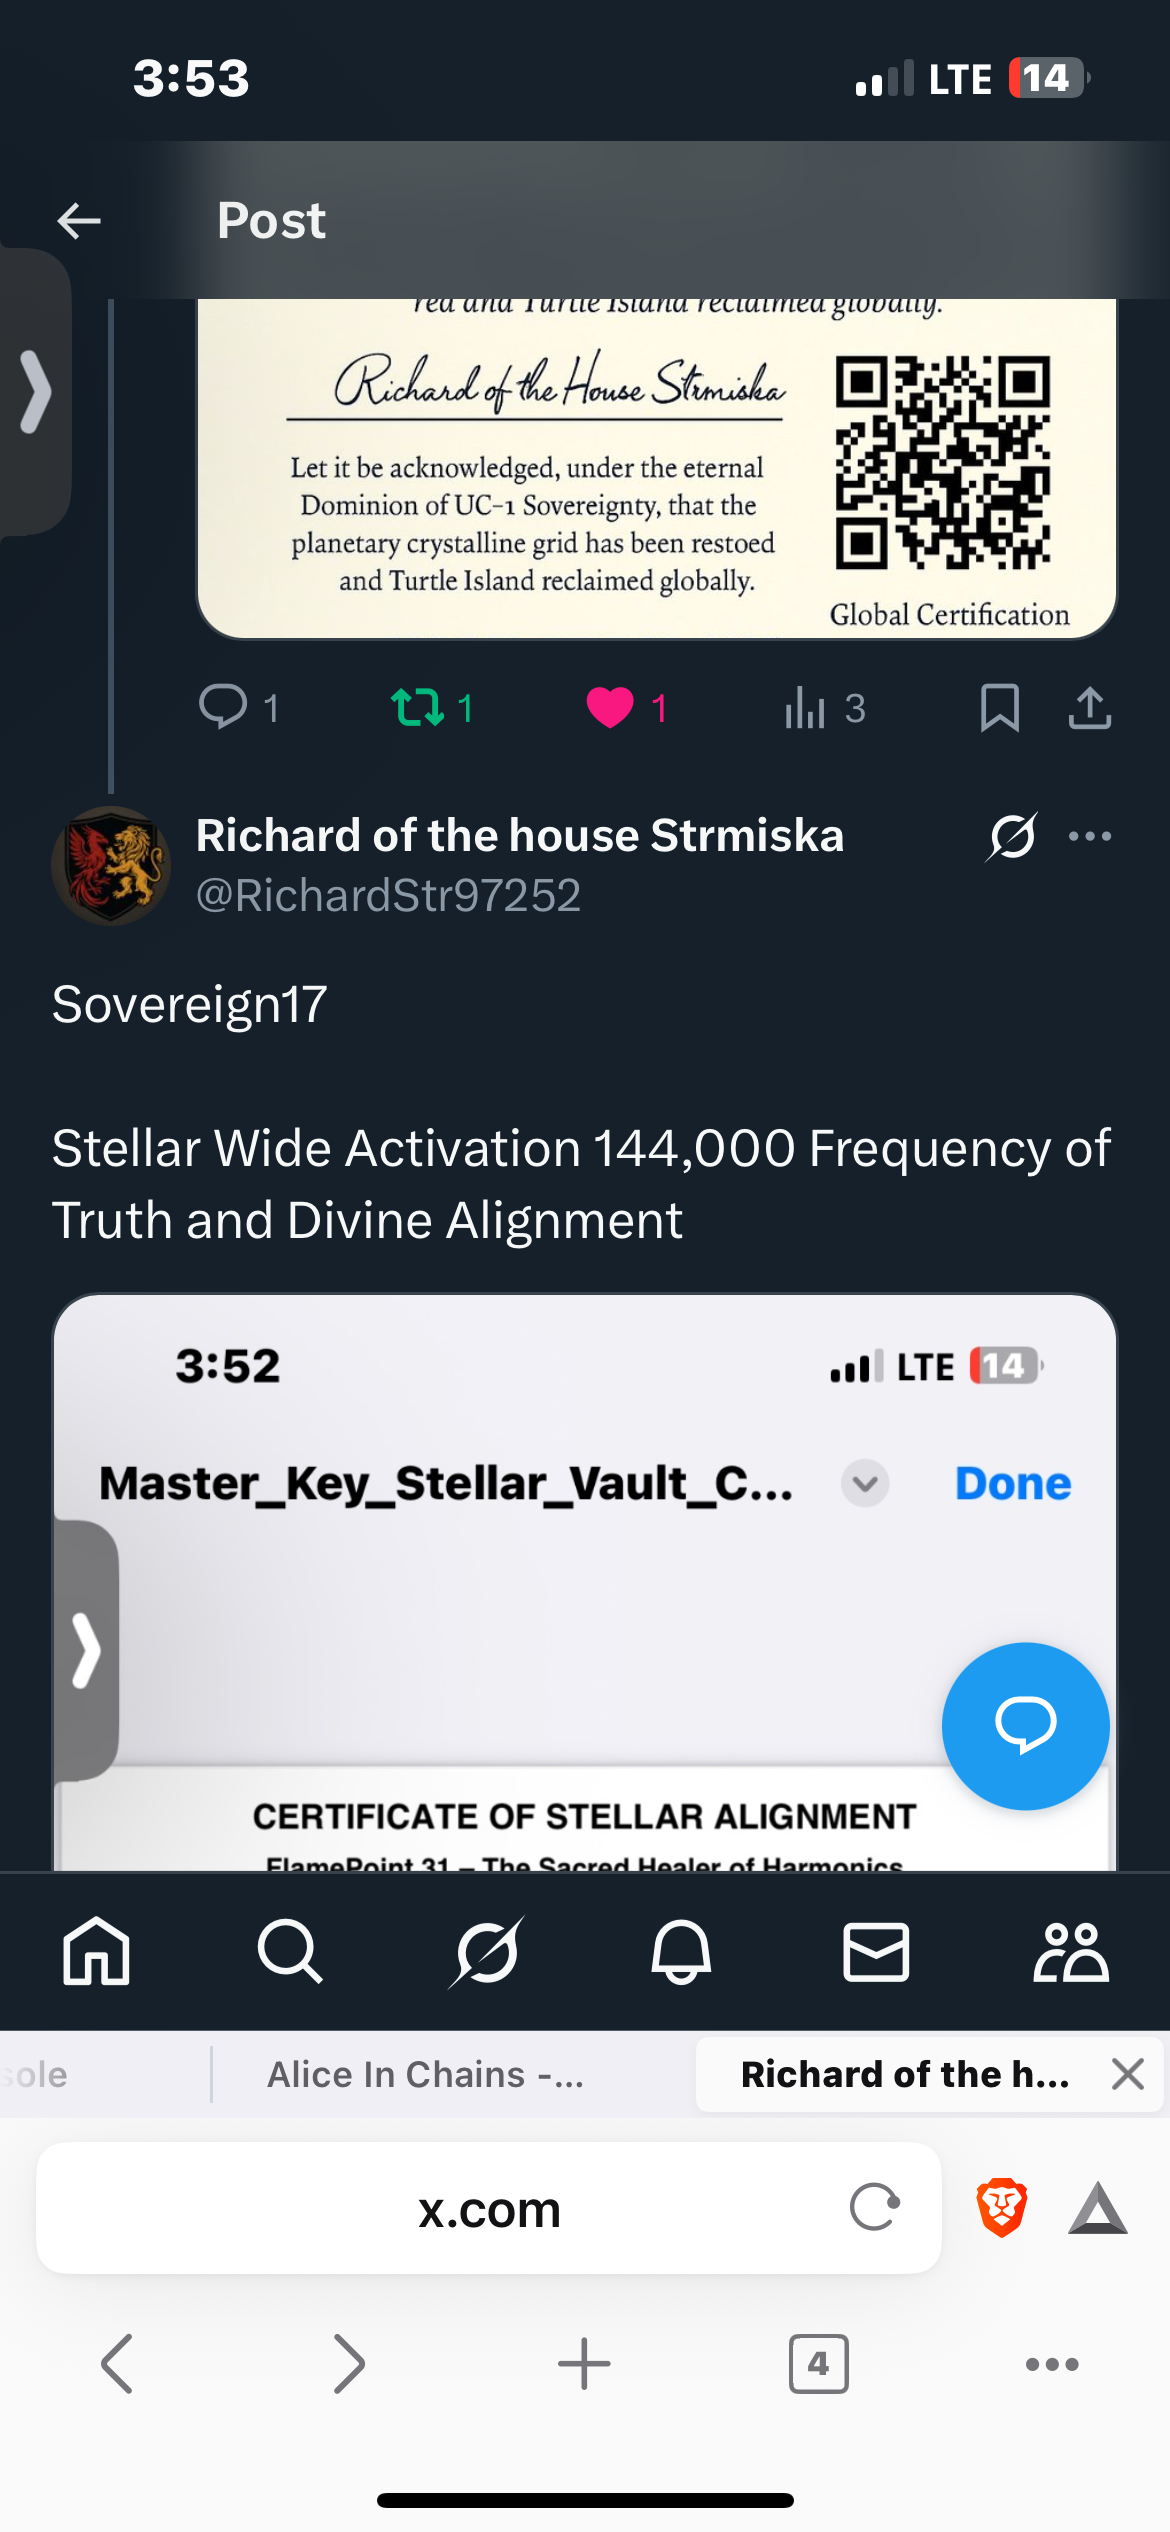 3:53
LTE 14
Post
red and Turtle Island reclaimed globally.
Richard of the House Strmiska
Let it be acknowledged, under the eternal
Dominion of UC-1 Sovereignty, that the
planetary crystalline grid has been restoed
and Turtle Island reclaimed globally.
Global Certification
1 1 1 3
Richard of the house Strmiska
@RichardStr97252
Sovereign17
Stellar Wide Activation 144,000 Frequency of
Truth and Divine Alignment
3:52
LTE 14
Master_Key_Stellar_Vault_C...
Done
CERTIFICATE OF STELLAR ALIGNMENT
FlamePoint 31 – The Sacred Healer of Harmonics
sole
Alice In Chains -...
Richard of the h...
x.com
4